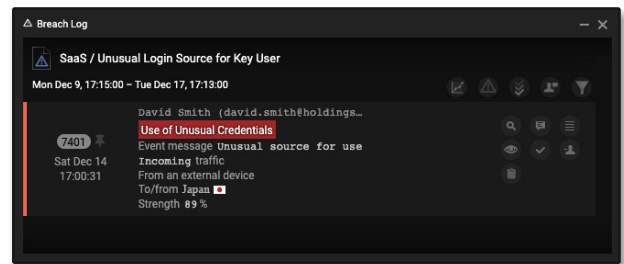 Breach Log
SaaS / Unusual Login Source for Key User
Mon Dec 9, 17:15:00 – Tue Dec 17, 17:13:00
David Smith (david.smith@holdings…
Use of Unusual Credentials
7401
Event message Unusual source for use
Sat Dec 14
Incoming traffic
17:00:31
From an external device
To/from Japan
Strength 89 %